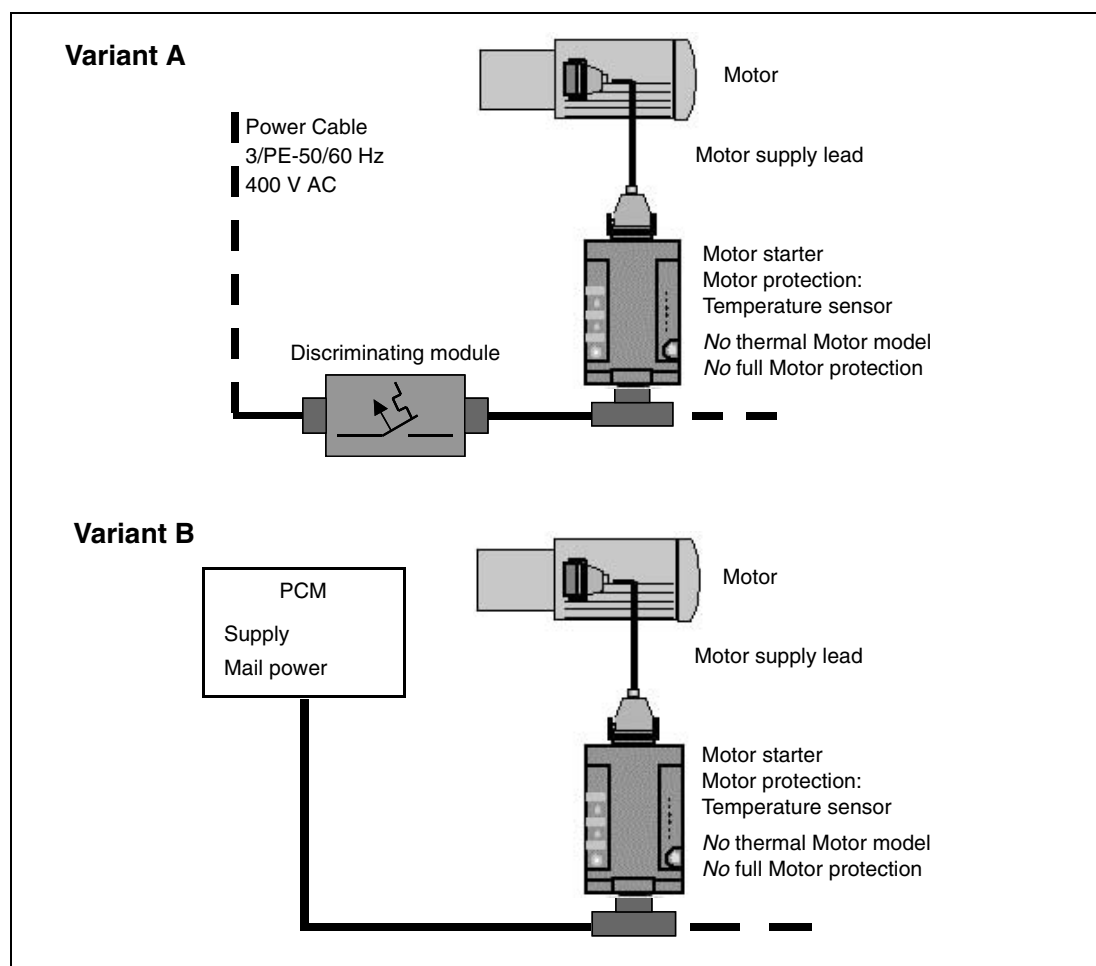 Variant A
Motor
Power Cable
3/PE-50/60 Hz
400 V AC
Motor supply lead
Motor starter
Motor protection:
Temperature sensor
No thermal Motor model
No full Motor protection
Discriminating module
Variant B
PCM
Supply
Mail power
Motor
Motor supply lead
Motor starter
Motor protection:
Temperature sensor
No thermal Motor model
No full Motor protection